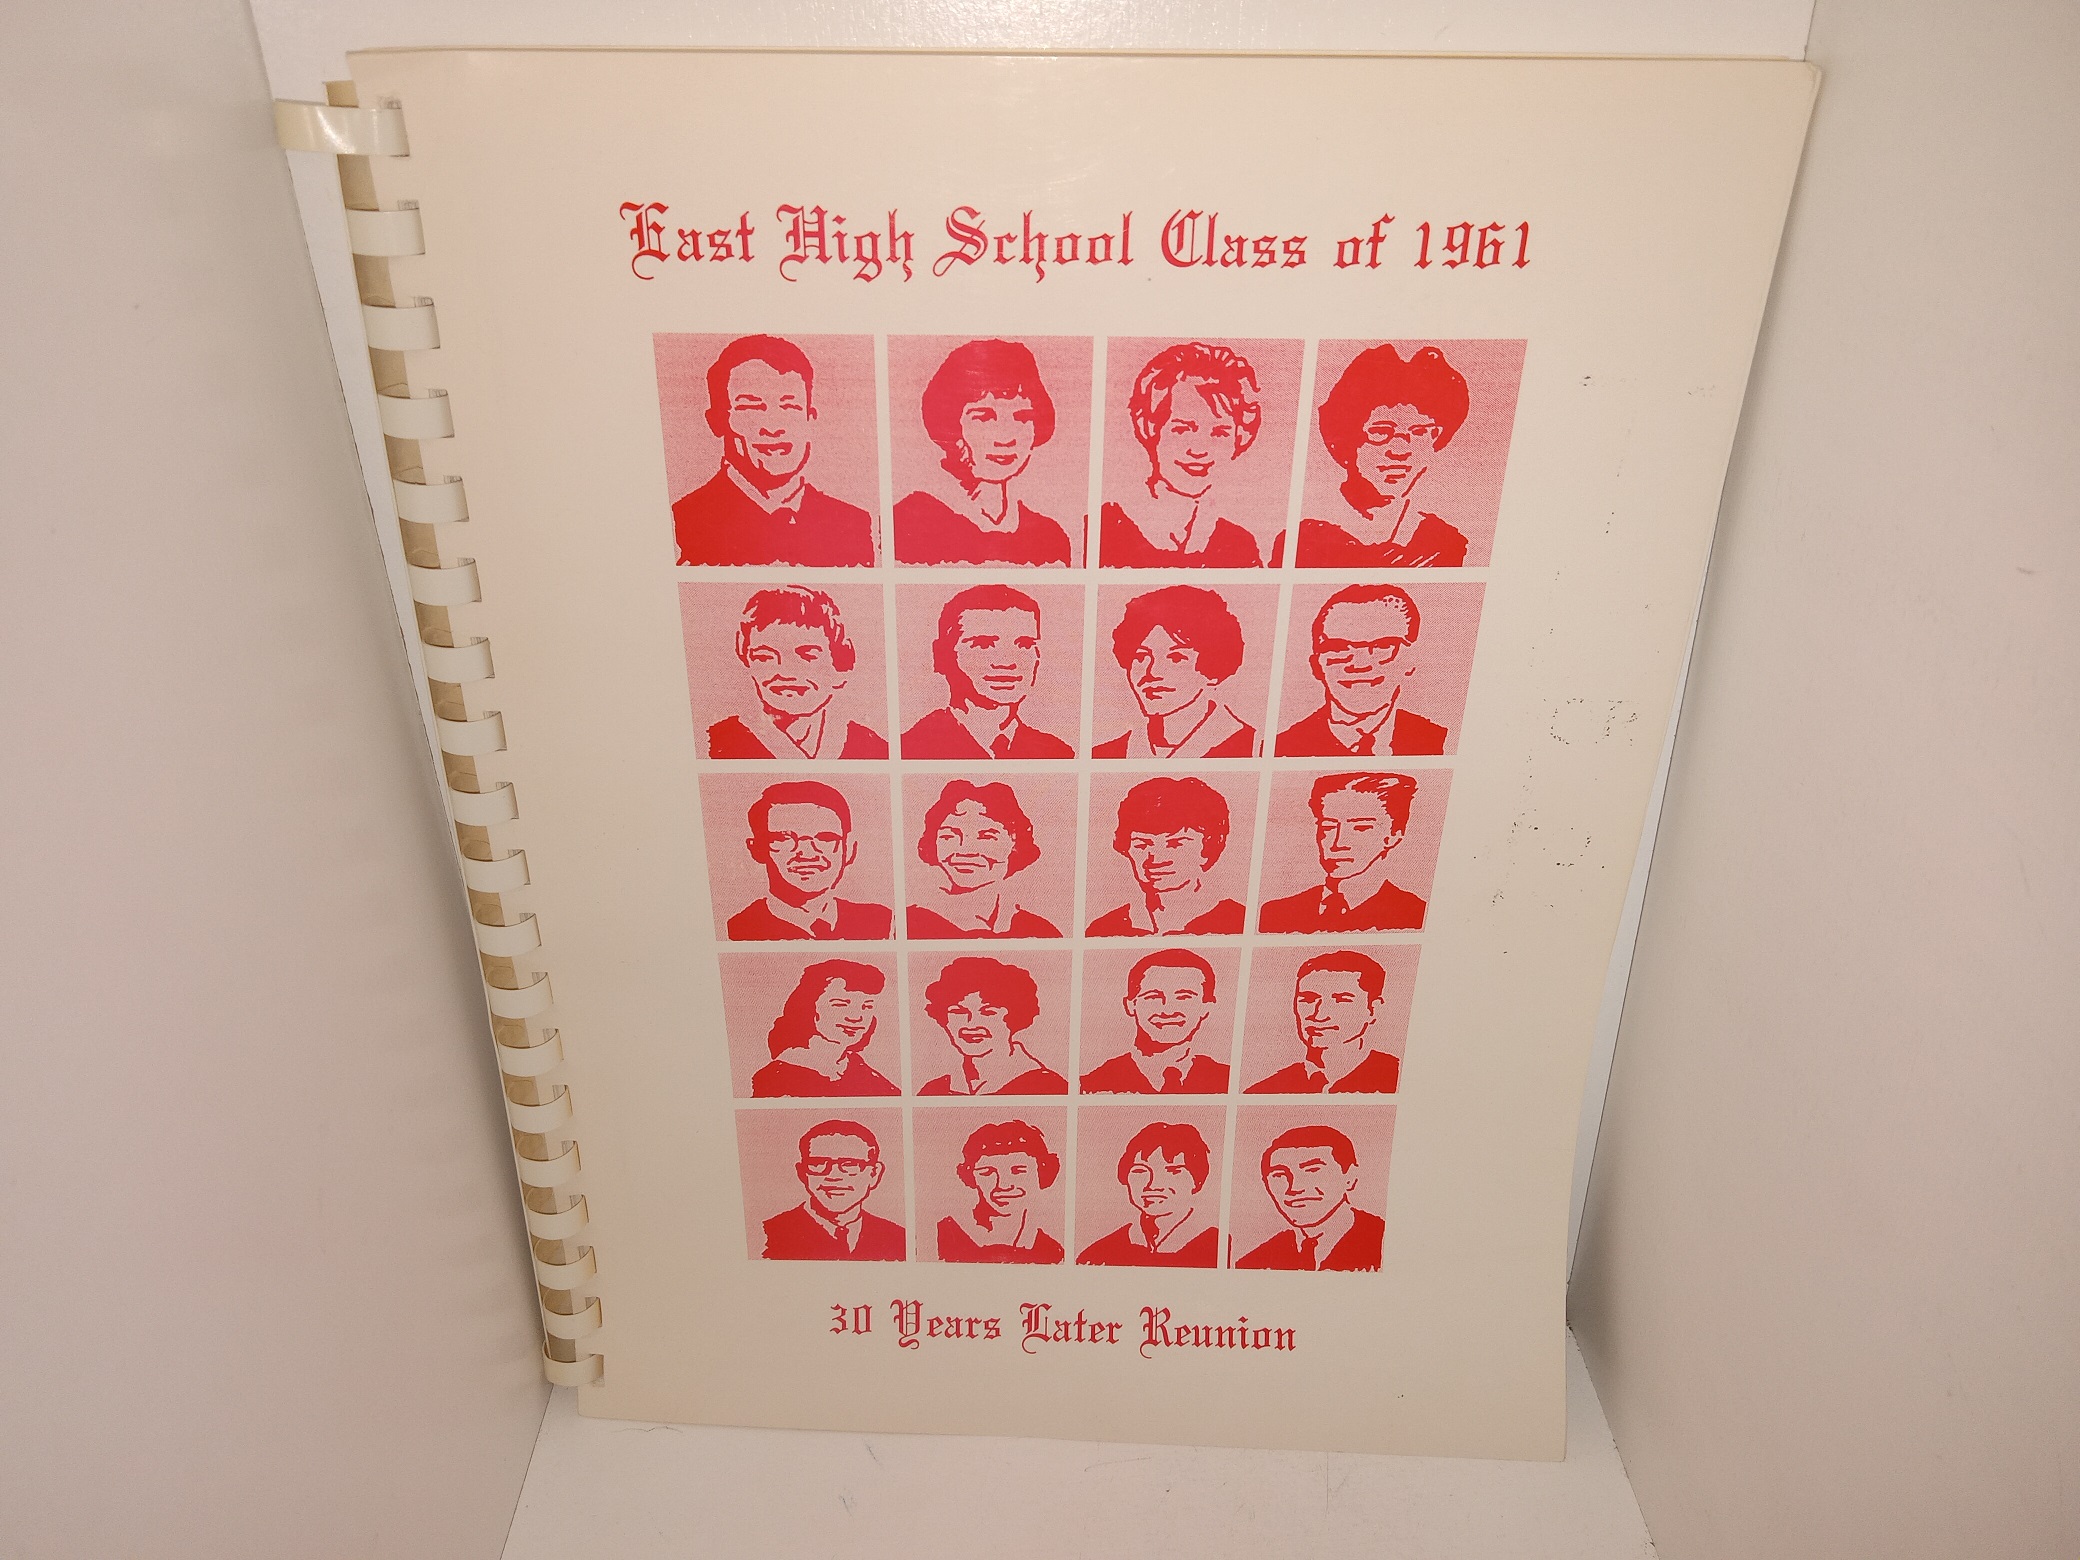 East High School Class of 1961
30 Years Later Reunion